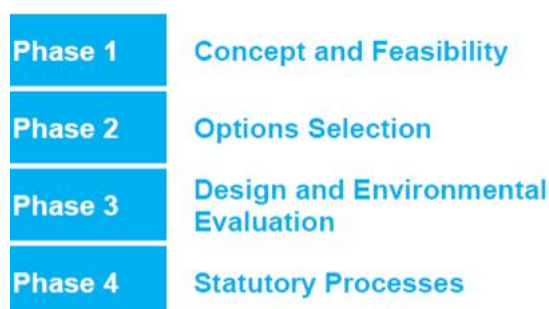 Phase 1 Concept and Feasibility
Phase 2 Options Selection
Phase 3 Design and Environmental
Evaluation
Phase 4 Statutory Processes